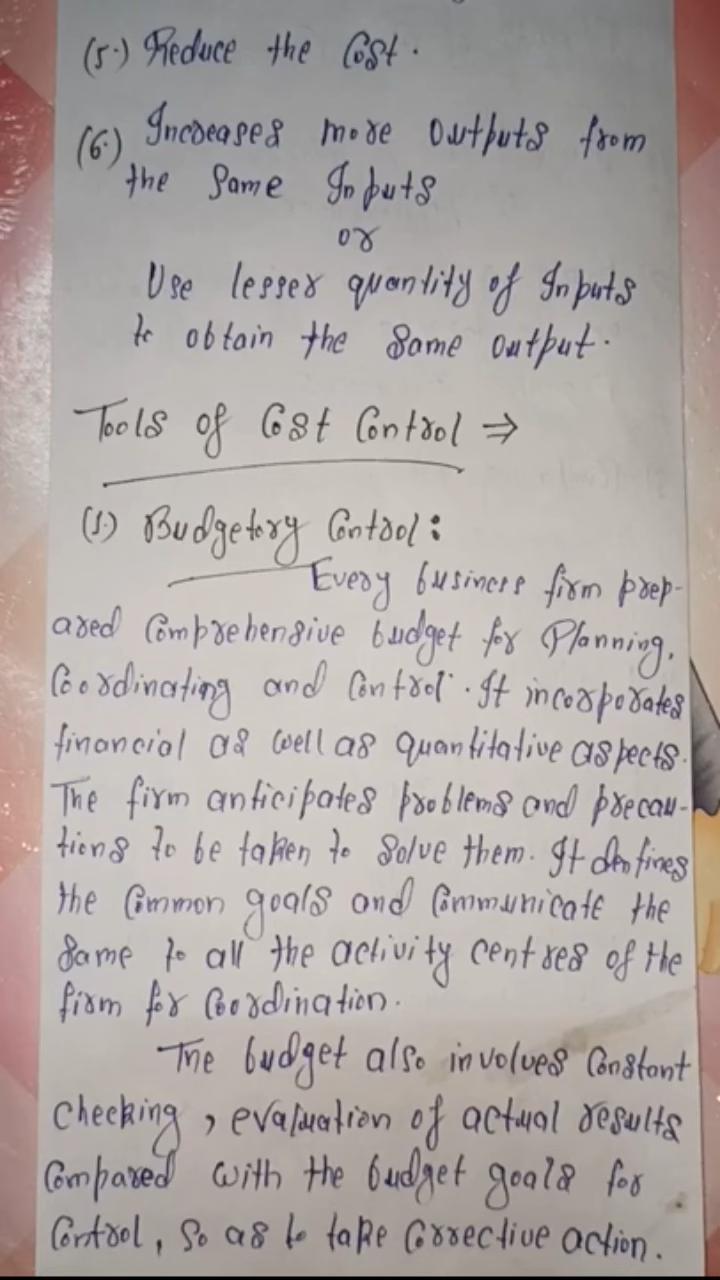 (5.) Reduce the Cost.
(6.) Increases more outputs from
the Same Inputs
or
Use lesser quantity of Inputs
to obtain the Same output.
Tools of Cost Control ⇒
(1.) Budgetory Control:
Every business firm prep-
ared Comprehensive budget for Planning,
Coordinating and Control. It incorporates
financial as well as quantitative aspects.
The firm anticipates problems and precau-
tions to be taken to Solve them. It defines
the Common goals and Communicate the
Same to all the activity centres of the
firm for Coordination.
The budget also involves Constant
Checking, evaluation of actual results
Compared with the budget goals for
Control, So as to take Corrective action.